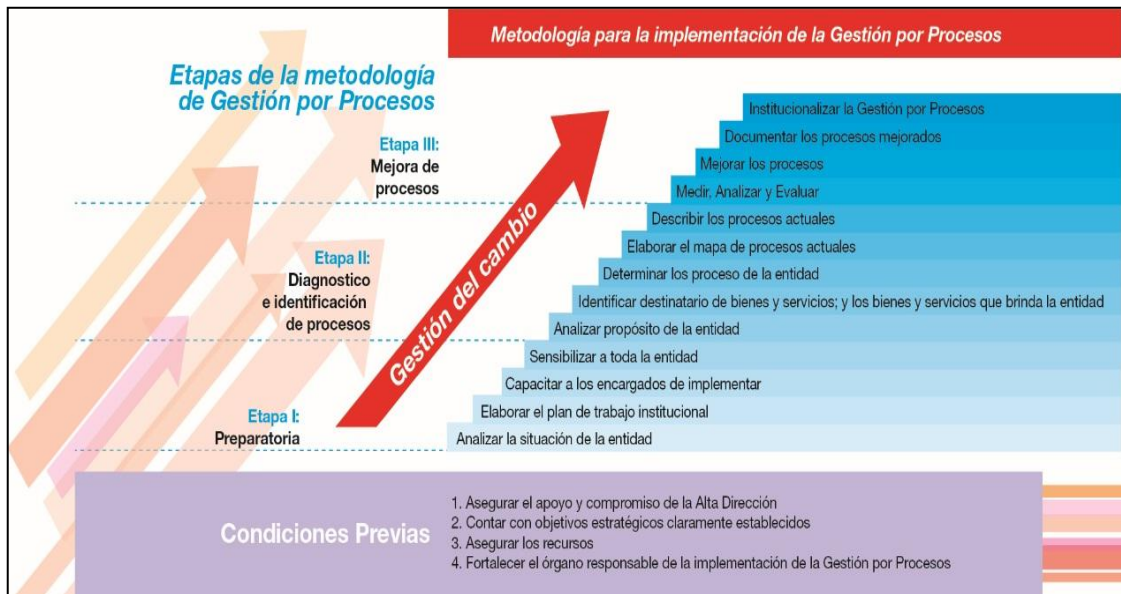 Metodología para la implementación de la Gestión por Procesos
Etapas de la metodología
de Gestión por Procesos
Etapa III:
Mejora de
procesos
Etapa II:
Diagnostico
e identificación
de procesos
Etapa I:
Preparatoria
Gestión del cambio
Institucionalizar la Gestión por Procesos
Documentar los procesos mejorados
Mejorar los procesos
Medir, Analizar y Evaluar
Describir los procesos actuales
Elaborar el mapa de procesos actuales
Determinar los proceso de la entidad
Identificar destinatario de bienes y servicios; y los bienes y servicios que brinda la entidad
Analizar propósito de la entidad
Sensibilizar a toda la entidad
Capacitar a los encargados de implementar
Elaborar el plan de trabajo institucional
Analizar la situación de la entidad
Condiciones Previas
1. Asegurar el apoyo y compromiso de la Alta Dirección
2. Contar con objetivos estratégicos claramente establecidos
3. Asegurar los recursos
4. Fortalecer el órgano responsable de la implementación de la Gestión por Procesos